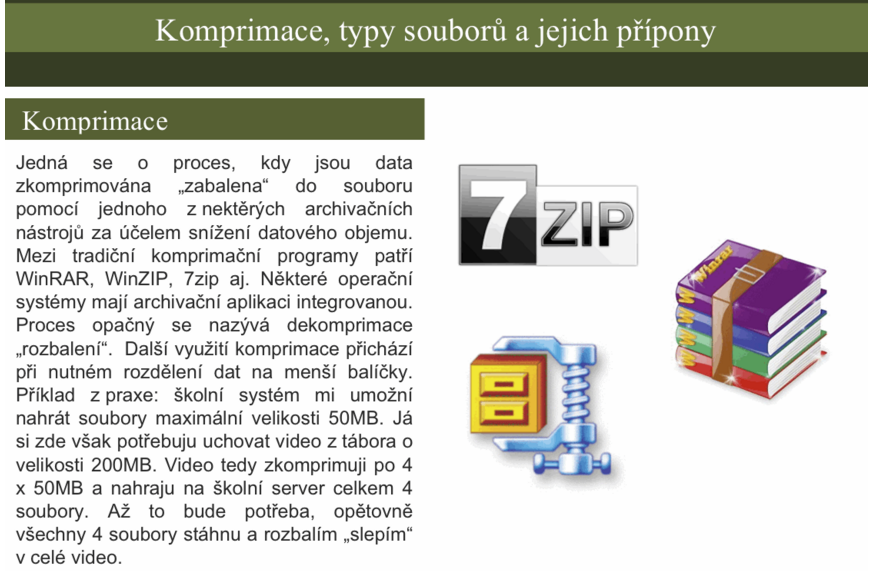 Komprimace, typy souborů a jejich přípony
Komprimace
Jedná se o proces, kdy jsou data
zkomprimována „zabalena“ do souboru
pomocí jednoho z nektěrých archivačních
nástrojů za účelem snížení datového objemu.
Mezi tradiční komprimační programy patří
WinRAR, WinZIP, 7zip aj. Některé operační
systémy mají archivační aplikaci integrovanou.
Proces opačný se nazývá dekomprimace
„rozbalení“. Další využití komprimace přichází
při nutném rozdělení dat na menší balíčky.
Příklad z praxe: školní systém mi umožní
nahrát soubory maximální velikosti 50MB. Já
si zde však potřebuju uchovat video z tábora o
velikosti 200MB. Video tedy zkomprimuji po 4
x 50MB a nahraju na školní server celkem 4
soubory. Až to bude potřeba, opětovně
všechny 4 soubory stáhnu a rozbalím „slepím“
v celé video.
7ZIP
Winrar
W
W
W